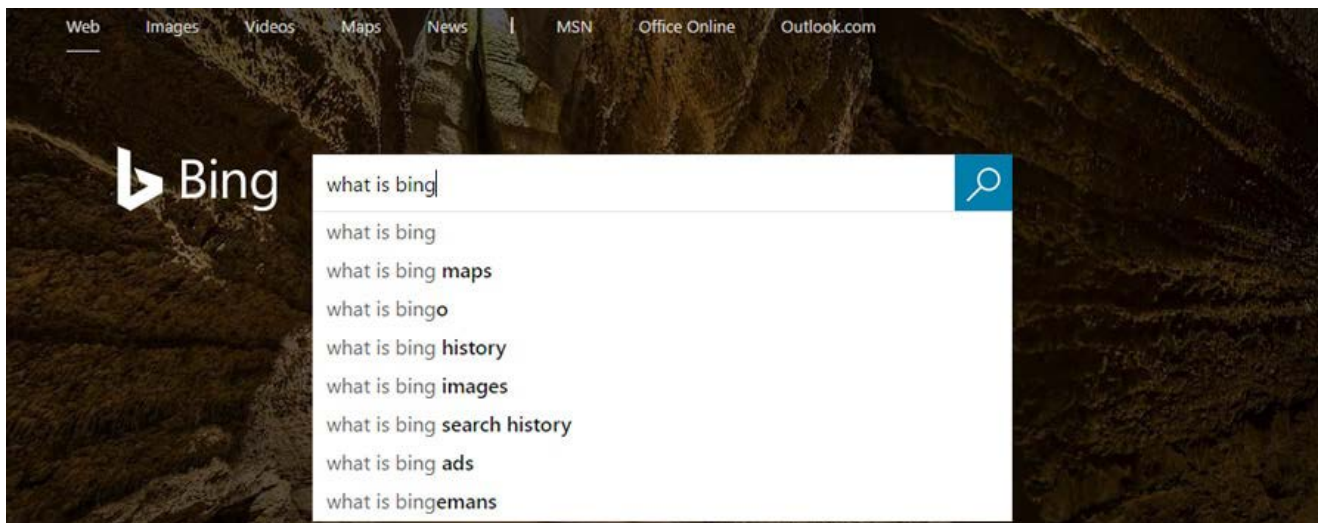 Web Images Videos Maps News | MSN Office Online Outlook.com
Bing
what is bing
what is bing
what is bing maps
what is bingo
what is bing history
what is bing images
what is bing search history
what is bing ads
what is bingemans